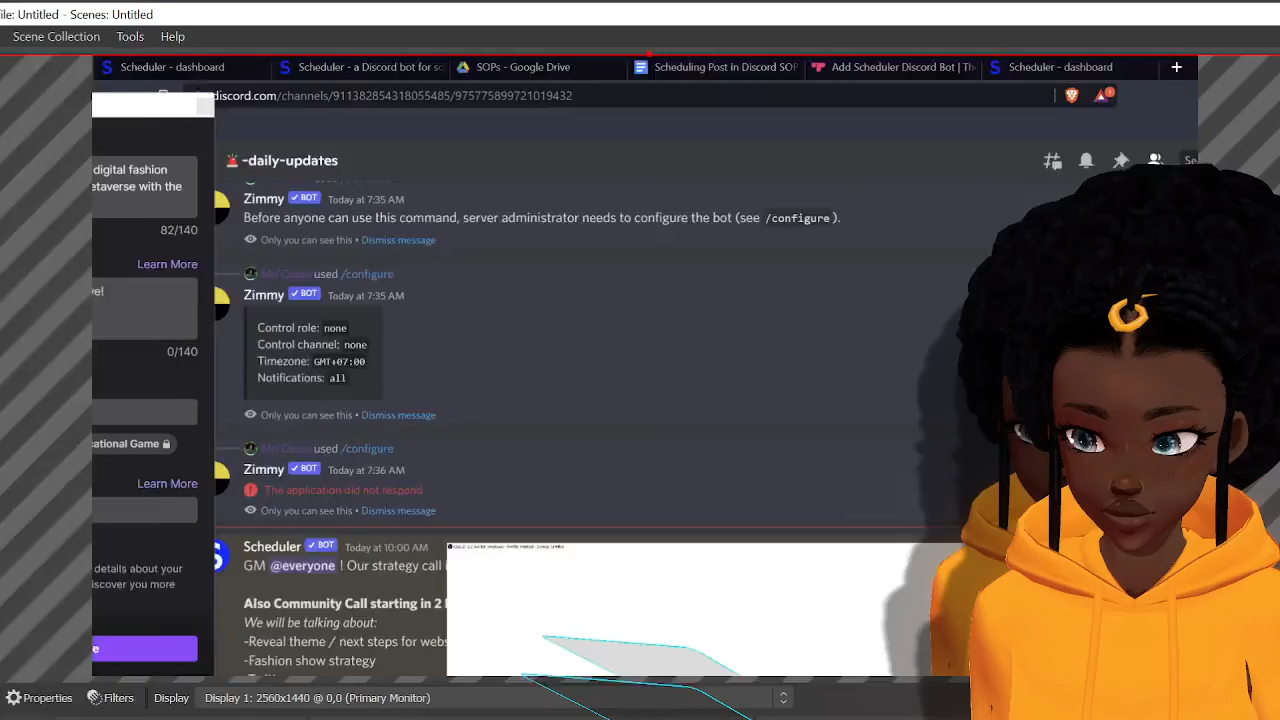 ile: Untitled - Scenes: Untitled
Scene Collection Tools Help
Scheduler - dashboard
Scheduler - a Discord bot for sc
SOPs - Google Drive
Scheduling Post in Discord SOP
Add Scheduler Discord Bot | The
Scheduler - dashboard
discord.com/channels/911382854318055485/975775899721019432
digital fashion
etaverse with the
82/140
Learn More
ve!
0/140
cational Game
Learn More
details about your
iscover you more
e
-daily-updates
Se
Zimmy BOT Today at 7:35 AM
Before anyone can use this command, server administrator needs to configure the bot (see /configure ).
Only you can see this • Dismiss message
used /configure
Zimmy BOT Today at 7:35 AM
Control role: none
Control channel: none
Timezone: GMT+07:00
Notifications: all
Only you can see this • Dismiss message
used /configure
Zimmy BOT Today at 7:36 AM
The application did not respond
Only you can see this • Dismiss message
Scheduler BOT Today at 10:00 AM
GM @everyone ! Our strategy call i
Also Community Call starting in 2
We will be talking about:
-Reveal theme / next steps for webs
-Fashion show strategy
Properties Filters Display Display 1: 2560x1440 @ 0,0 (Primary Monitor)